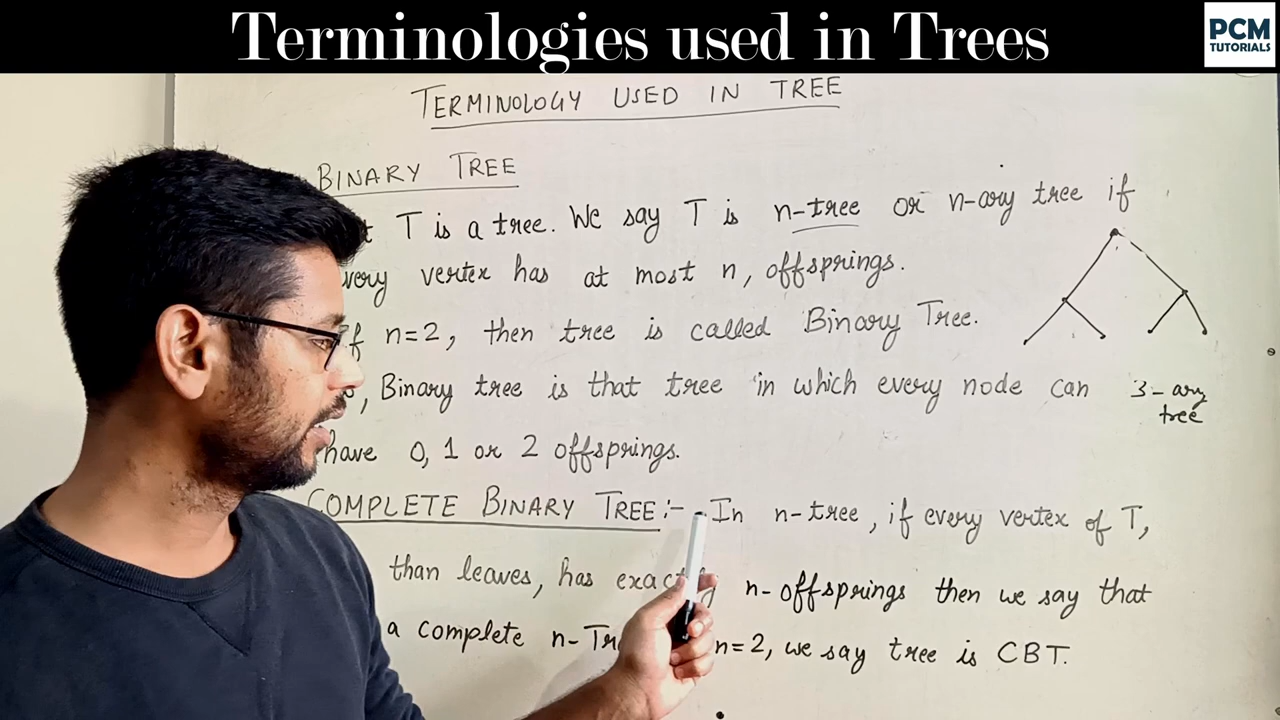 Terminologies used in Trees
PCM
TUTORIALS
TERMINOLOGY USED IN TREE
BINARY TREE
T is a tree. We say T is n-tree or n-ary tree if
very vertex has at most n, offsprings.
f n=2, then tree is called Binary Tree.
, Binary tree is that tree in which every node can
have 0, 1 or 2 offsprings.
3-ary
tree
COMPLETE BINARY TREE :- In n-tree, if every vertex of T,
than leaves, has exactly n-offsprings then we say that
a complete n-Tr n=2, we say tree is CBT.